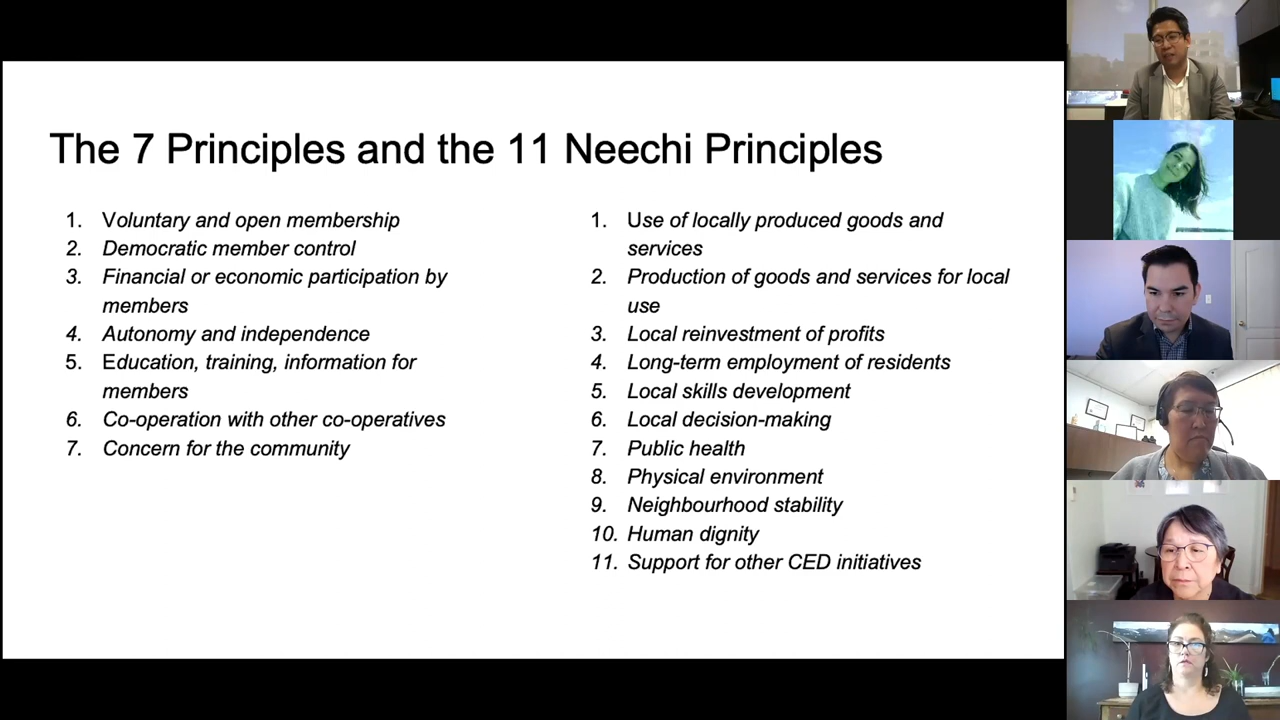 The 7 Principles and the 11 Neechi Principles
1. Voluntary and open membership
2. Democratic member control
3. Financial or economic participation by
members
4. Autonomy and independence
5. Education, training, information for
members
6. Co-operation with other co-operatives
7. Concern for the community
1. Use of locally produced goods and
services
2. Production of goods and services for local
use
3. Local reinvestment of profits
4. Long-term employment of residents
5. Local skills development
6. Local decision-making
7. Public health
8. Physical environment
9. Neighbourhood stability
10. Human dignity
11. Support for other CED initiatives